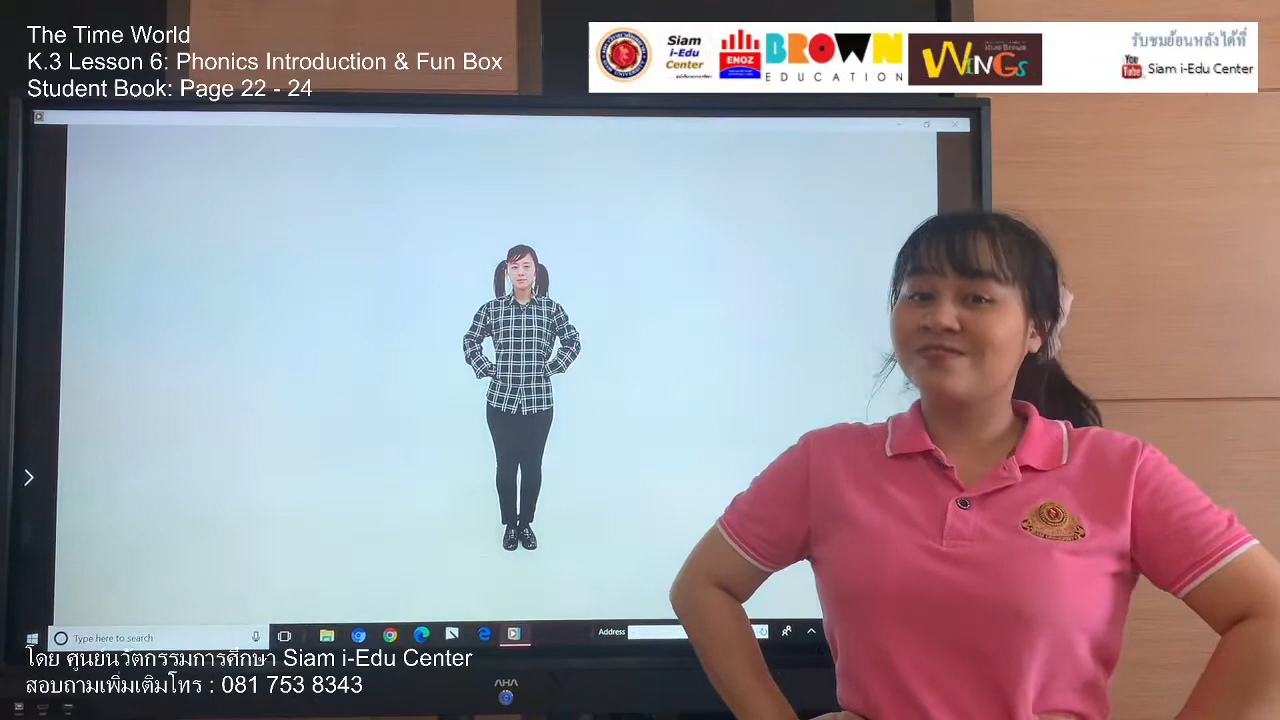 The Time World
K.3 Lesson 6: Phonics Introduction & Fun Box
Student Book: Page 22 - 24
Siam
i-Edu
Center
ENOZ
BROWN
EDUCATION
WINGS
รับชมย้อนหลังได้ที่
You
Tube
Siam i-Edu Center
Type here to search
Address
โดย ศูนย์นวัตกรรมการศึกษา Siam i-Edu Center
สอบถามเพิ่มเติมโทร : 081 753 8343
AHA